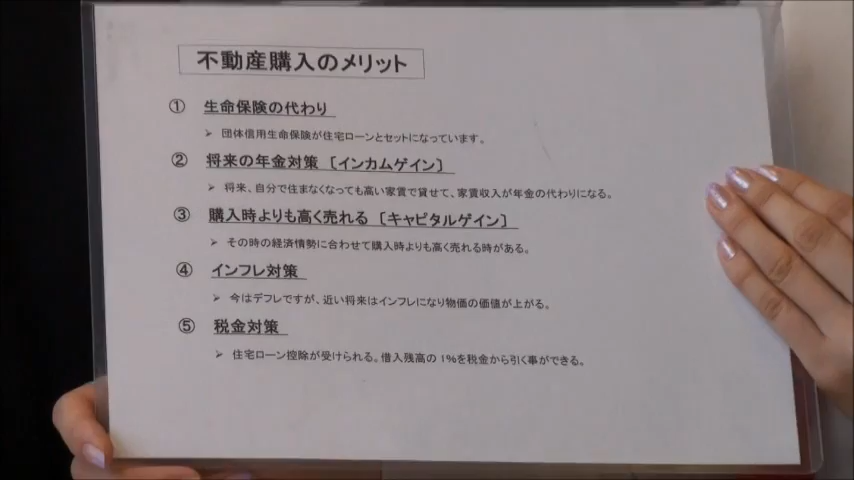 不動産購入のメリット
① 生命保険の代わり
➢ 団体信用生命保険が住宅ローンとセットになっています。
② 将来の年金対策〔インカムゲイン〕
➢ 将来、自分で住まなくなっても高い家賃で貸せて、家賃収入が年金の代わりになる。
③ 購入時よりも高く売れる〔キャピタルゲイン〕
➢ その時の経済情勢に合わせて購入時よりも高く売れる時がある。
④ インフレ対策
➢ 今はデフレですが、近い将来はインフレになり物価の価値が上がる。
⑤ 税金対策
➢ 住宅ローン控除が受けられる。借入残高の1%を税金から引く事ができる。